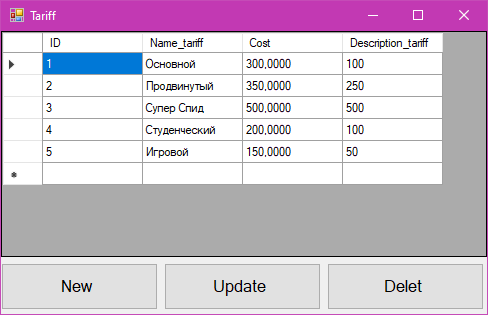 Tariff
ID Name_tariff Cost Description_tariff
1 Основной 300,0000 100
2 Продвинутый 350,0000 250
3 Супер Спид 500,0000 500
4 Студенческий 200,0000 100
5 Игровой 150,0000 50
New Update Delet